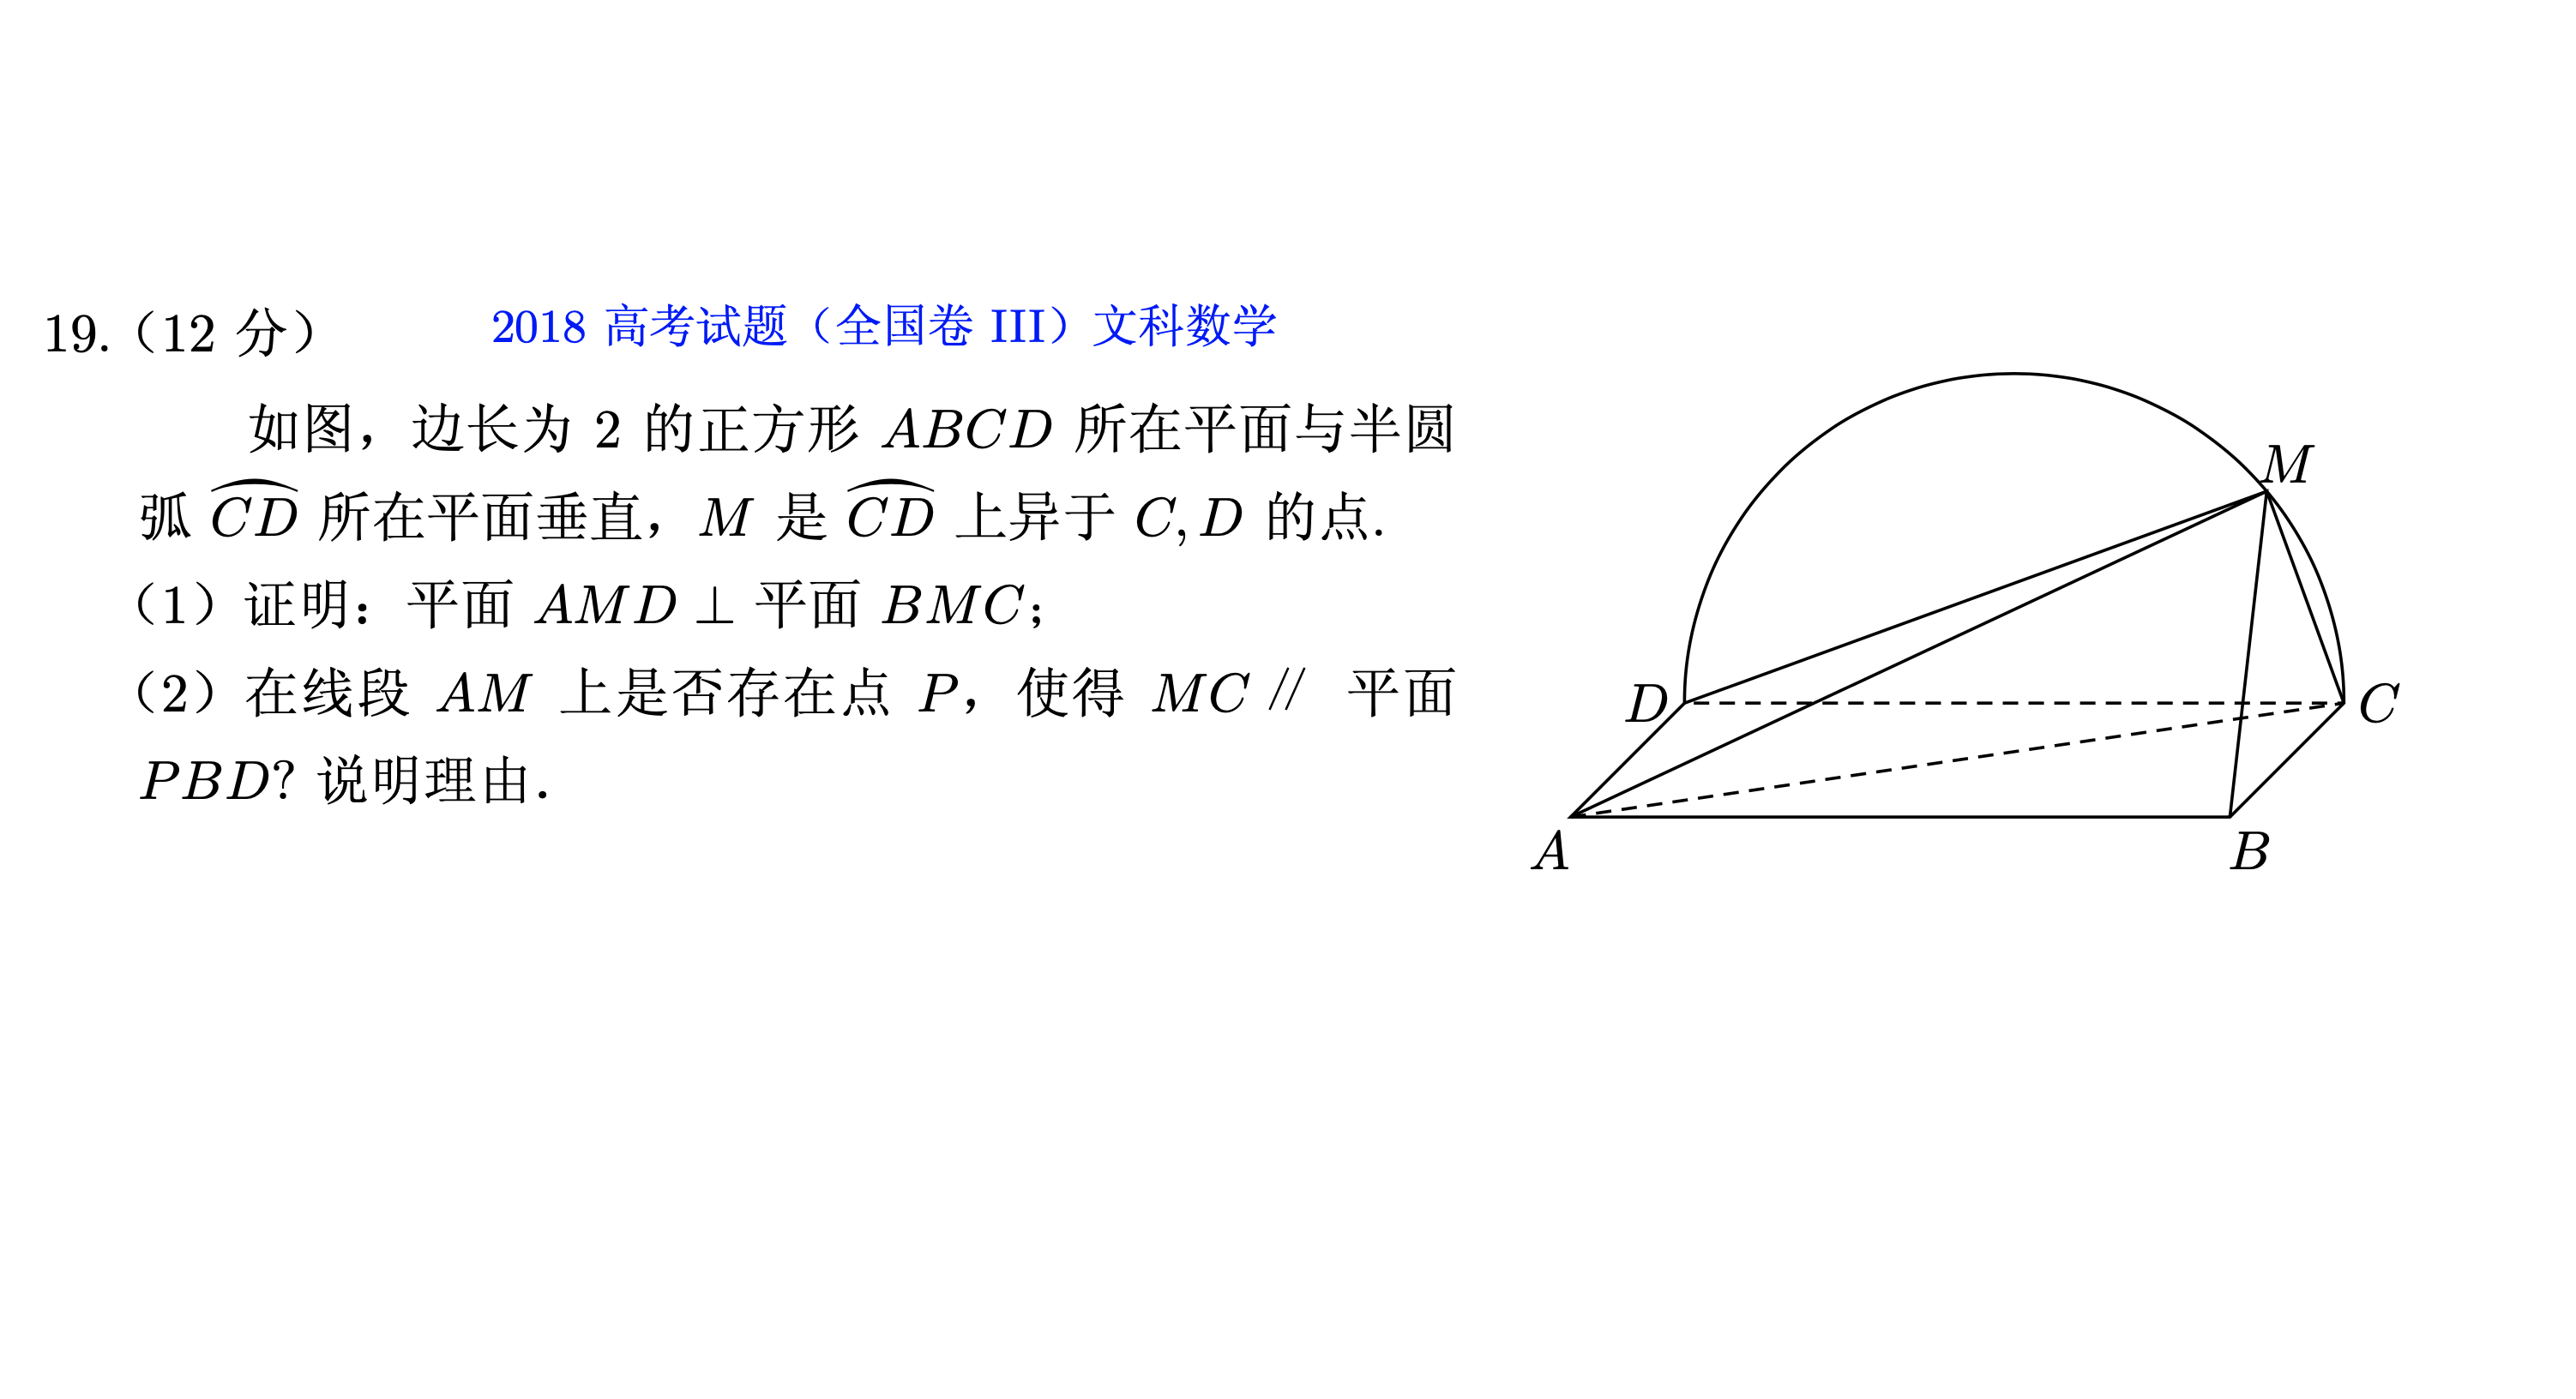 19.（12 分）
2018 高考试题（全国卷 III）文科数学
如图，边长为 2 的正方形 ABCD 所在平面与半圆
弧 $\overset{\frown}{CD}$ 所在平面垂直，M 是 $\overset{\frown}{CD}$ 上异于 C, D 的点.
（1）证明：平面 AMD ⊥ 平面 BMC；
（2）在线段 AM 上是否存在点 P，使得 MC // 平面
PBD？说明理由.
M
D
C
A
B